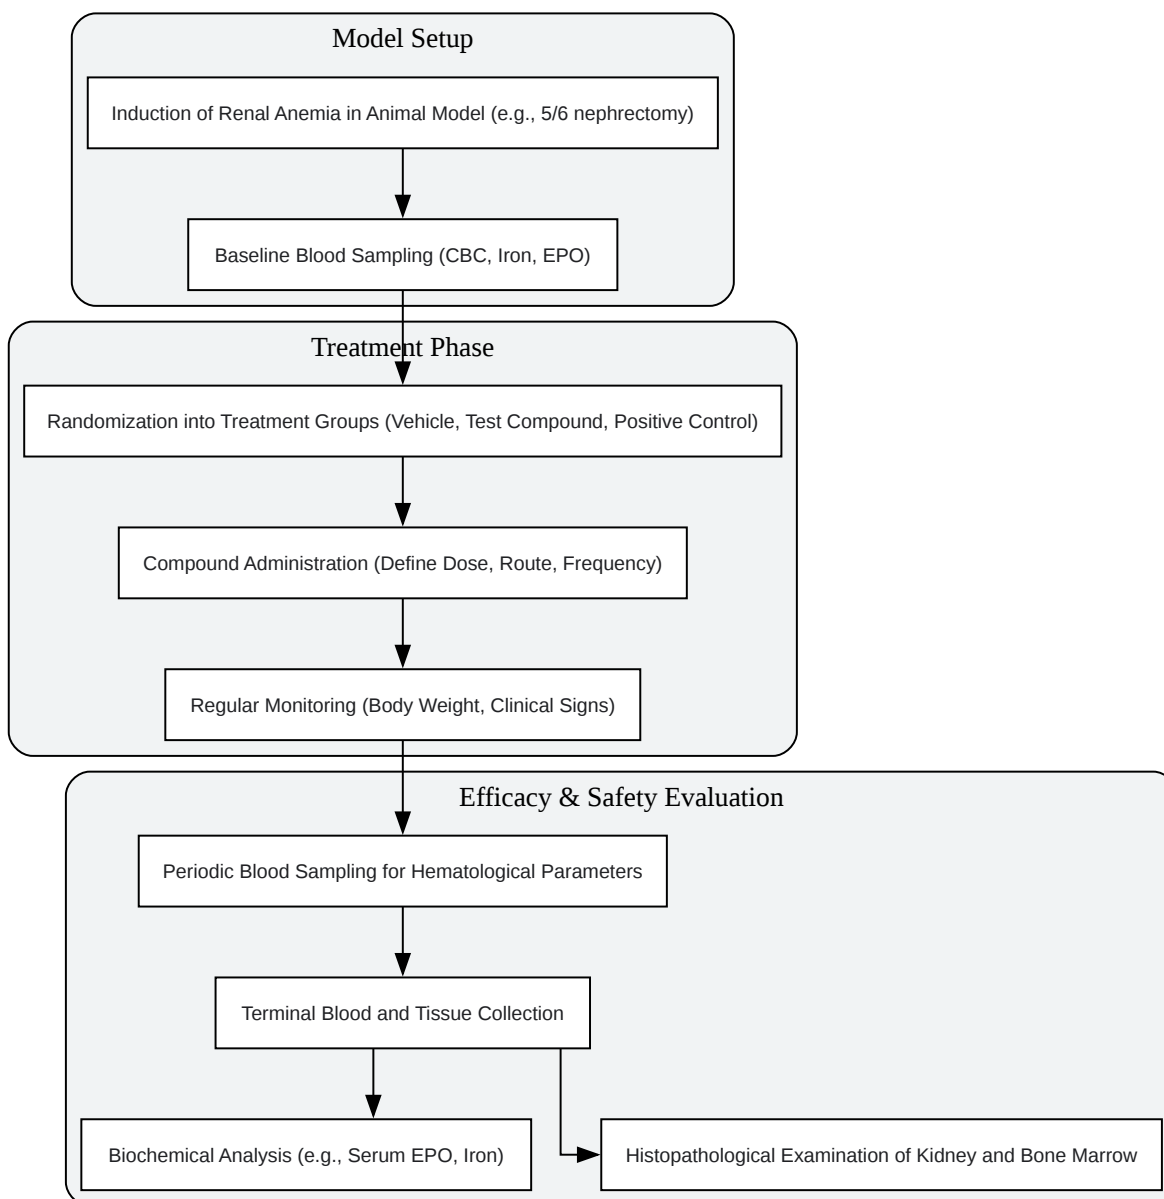 Model Setup
Induction of Renal Anemia in Animal Model (e.g., 5/6 nephrectomy)
Baseline Blood Sampling (CBC, Iron, EPO)
Treatment Phase
Randomization into Treatment Groups (Vehicle, Test Compound, Positive Control)
Compound Administration (Define Dose, Route, Frequency)
Regular Monitoring (Body Weight, Clinical Signs)
Efficacy & Safety Evaluation
Periodic Blood Sampling for Hematological Parameters
Terminal Blood and Tissue Collection
Biochemical Analysis (e.g., Serum EPO, Iron)
Histopathological Examination of Kidney and Bone Marrow